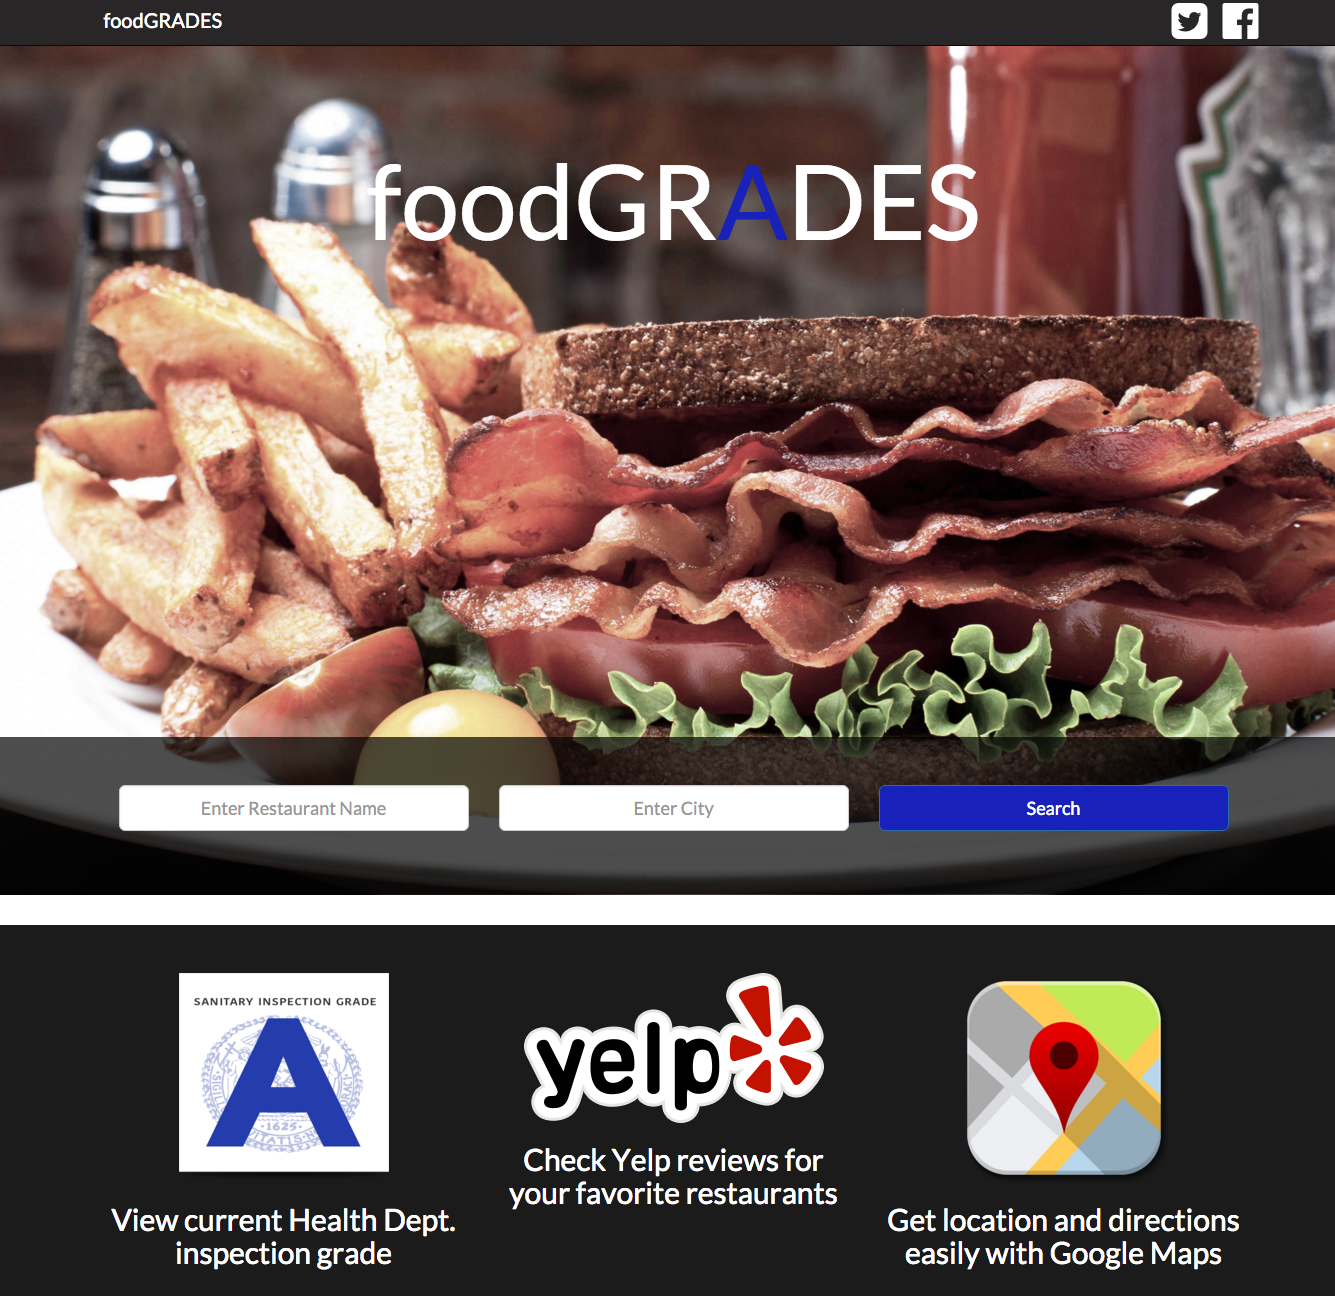 foodGRADES
foodGRADES
Enter Restaurant Name
Enter City
Search
SANITARY INSPECTION GRADE
A
1625
yelp
Check Yelp reviews for
your favorite restaurants
View current Health Dept.
inspection grade
Get location and directions
easily with Google Maps